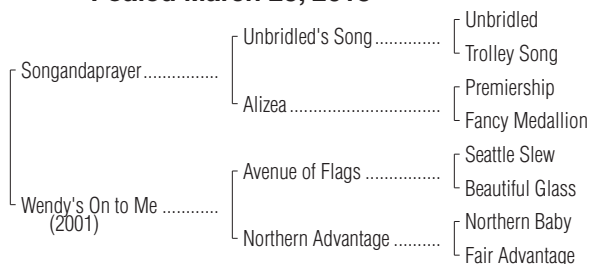 Unbridled
Unbridled's Song..............
Trolley Song
Songandaprayer................
Premiership
Alizea................................
Fancy Medallion
Seattle Slew
Avenue of Flags ................
Beautiful Glass
Wendy's On to Me ............
(2001)
Northern Baby
Northern Advantage ..........
Fair Advantage